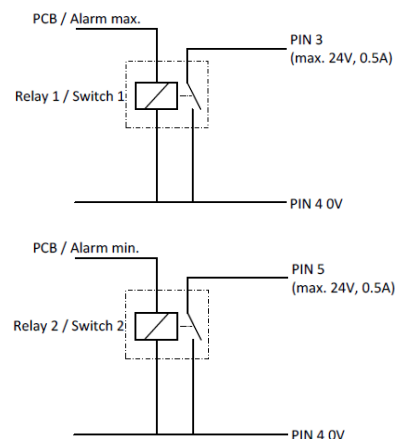 PCB / Alarm max.
PIN 3
(max. 24V, 0.5A)
Relay 1 / Switch 1
PIN 4 0V
PCB / Alarm min.
PIN 5
(max. 24V, 0.5A)
Relay 2 / Switch 2
PIN 4 0V